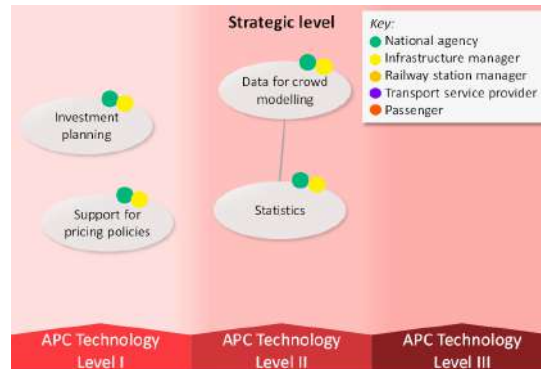 Strategic level
Key:
National agency
Infrastructure manager
Railway station manager
Transport service provider
Passenger
Data for crowd
modelling
Investment
planning
Support for
pricing policies
Statistics
APC Technology
Level I
APC Technology
Level II
APC Technology
Level III